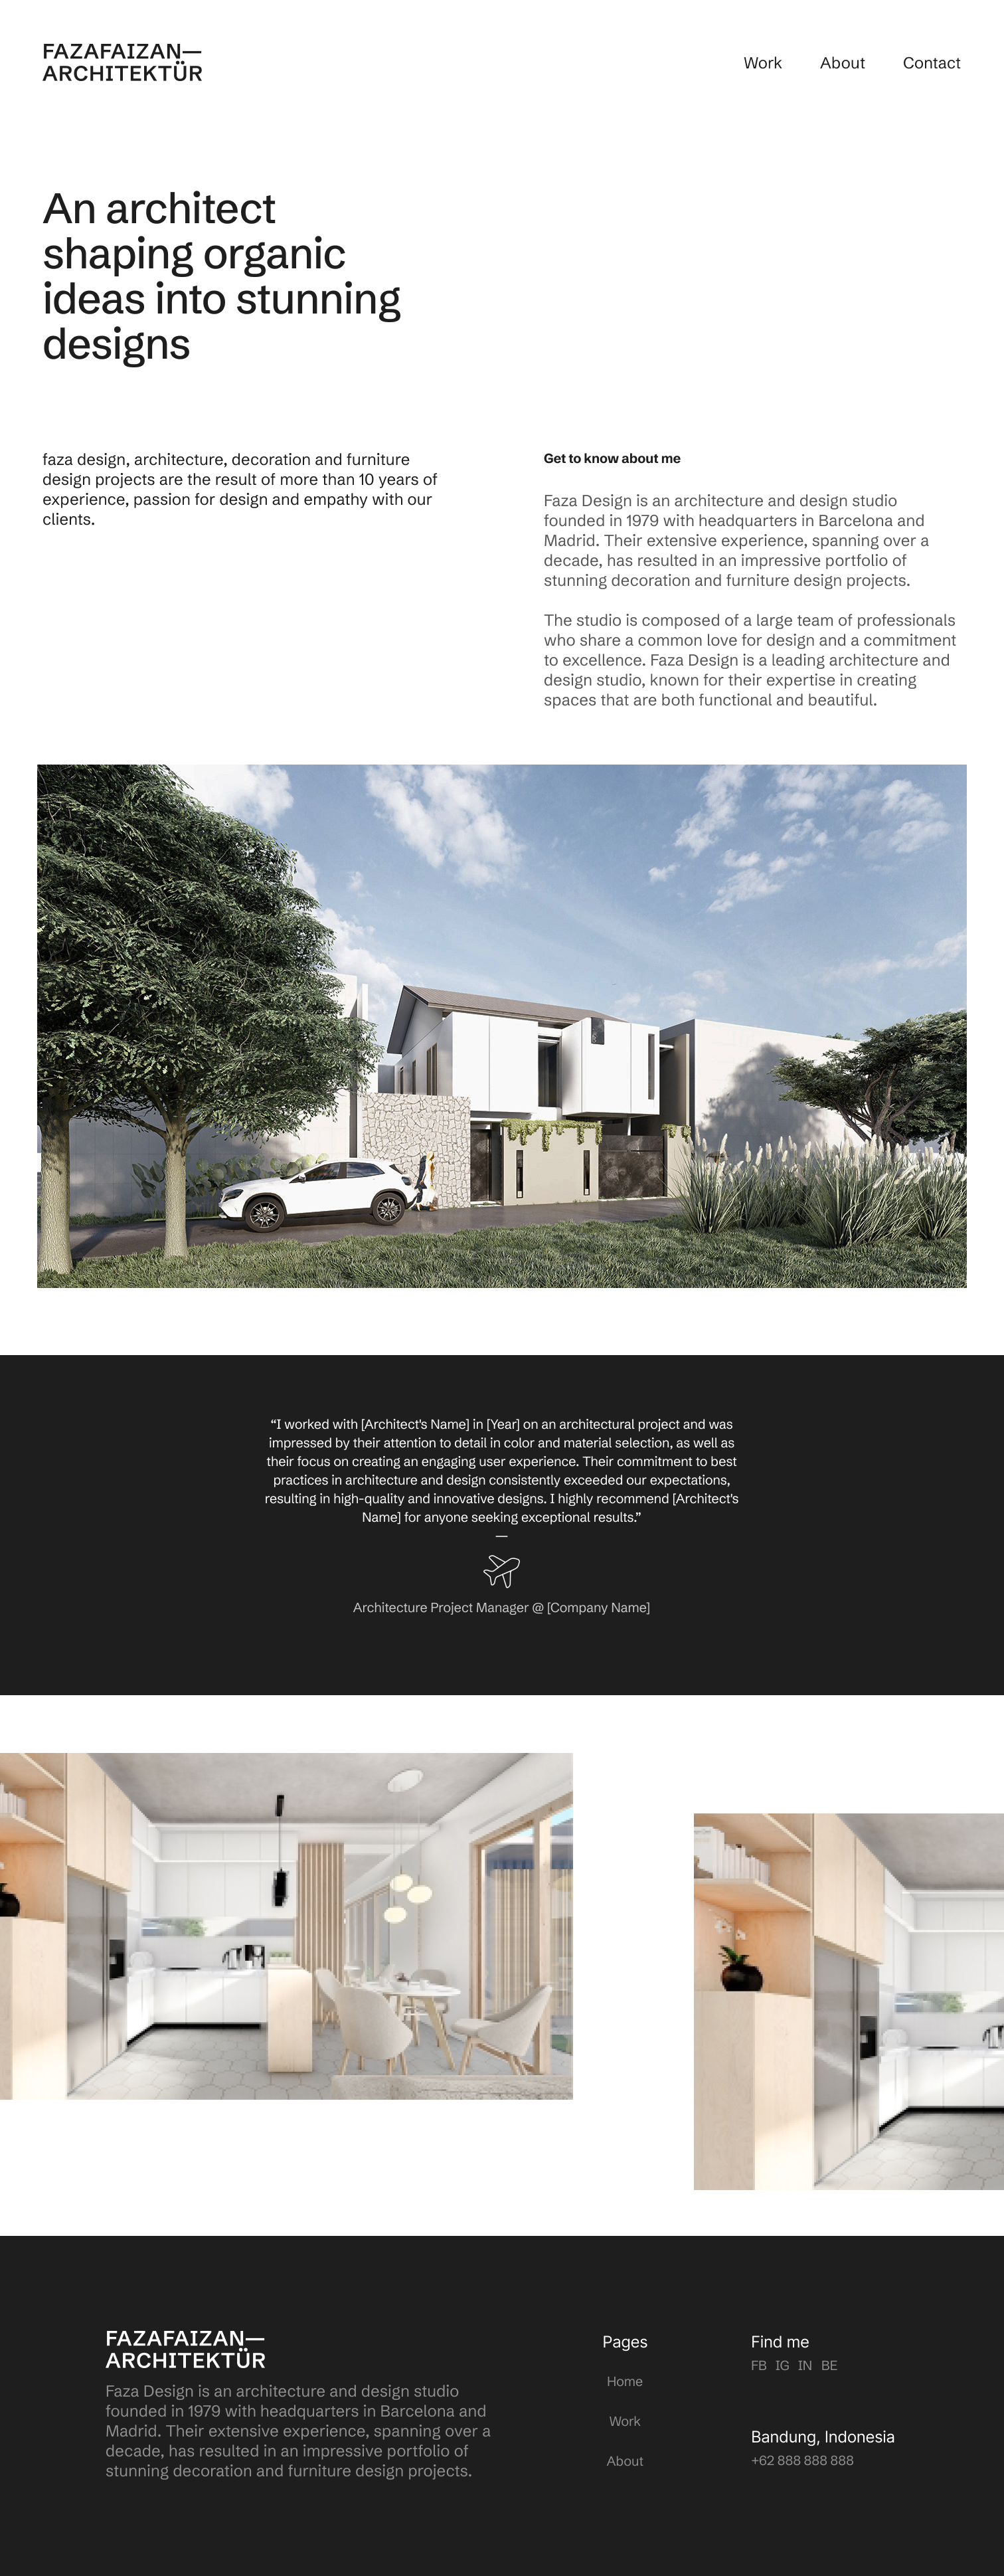 FAZAFAIZAN—
ARCHITEKTÜR
Work About Contact
An architect
shaping organic
ideas into stunning
designs
faza design, architecture, decoration and furniture
design projects are the result of more than 10 years of
experience, passion for design and empathy with our
clients.
Get to know about me
Faza Design is an architecture and design studio
founded in 1979 with headquarters in Barcelona and
Madrid. Their extensive experience, spanning over a
decade, has resulted in an impressive portfolio of
stunning decoration and furniture design projects.
The studio is composed of a large team of professionals
who share a common love for design and a commitment
to excellence. Faza Design is a leading architecture and
design studio, known for their expertise in creating
spaces that are both functional and beautiful.
“I worked with [Architect's Name] in [Year] on an architectural project and was
impressed by their attention to detail in color and material selection, as well as
their focus on creating an engaging user experience. Their commitment to best
practices in architecture and design consistently exceeded our expectations,
resulting in high-quality and innovative designs. I highly recommend [Architect's
Name] for anyone seeking exceptional results.”
—
Architecture Project Manager @ [Company Name]
FAZAFAIZAN—
ARCHITEKTÜR
Faza Design is an architecture and design studio
founded in 1979 with headquarters in Barcelona and
Madrid. Their extensive experience, spanning over a
decade, has resulted in an impressive portfolio of
stunning decoration and furniture design projects.
Pages
Home
Work
About
Find me
FB IG IN BE
Bandung, Indonesia
+62 888 888 888